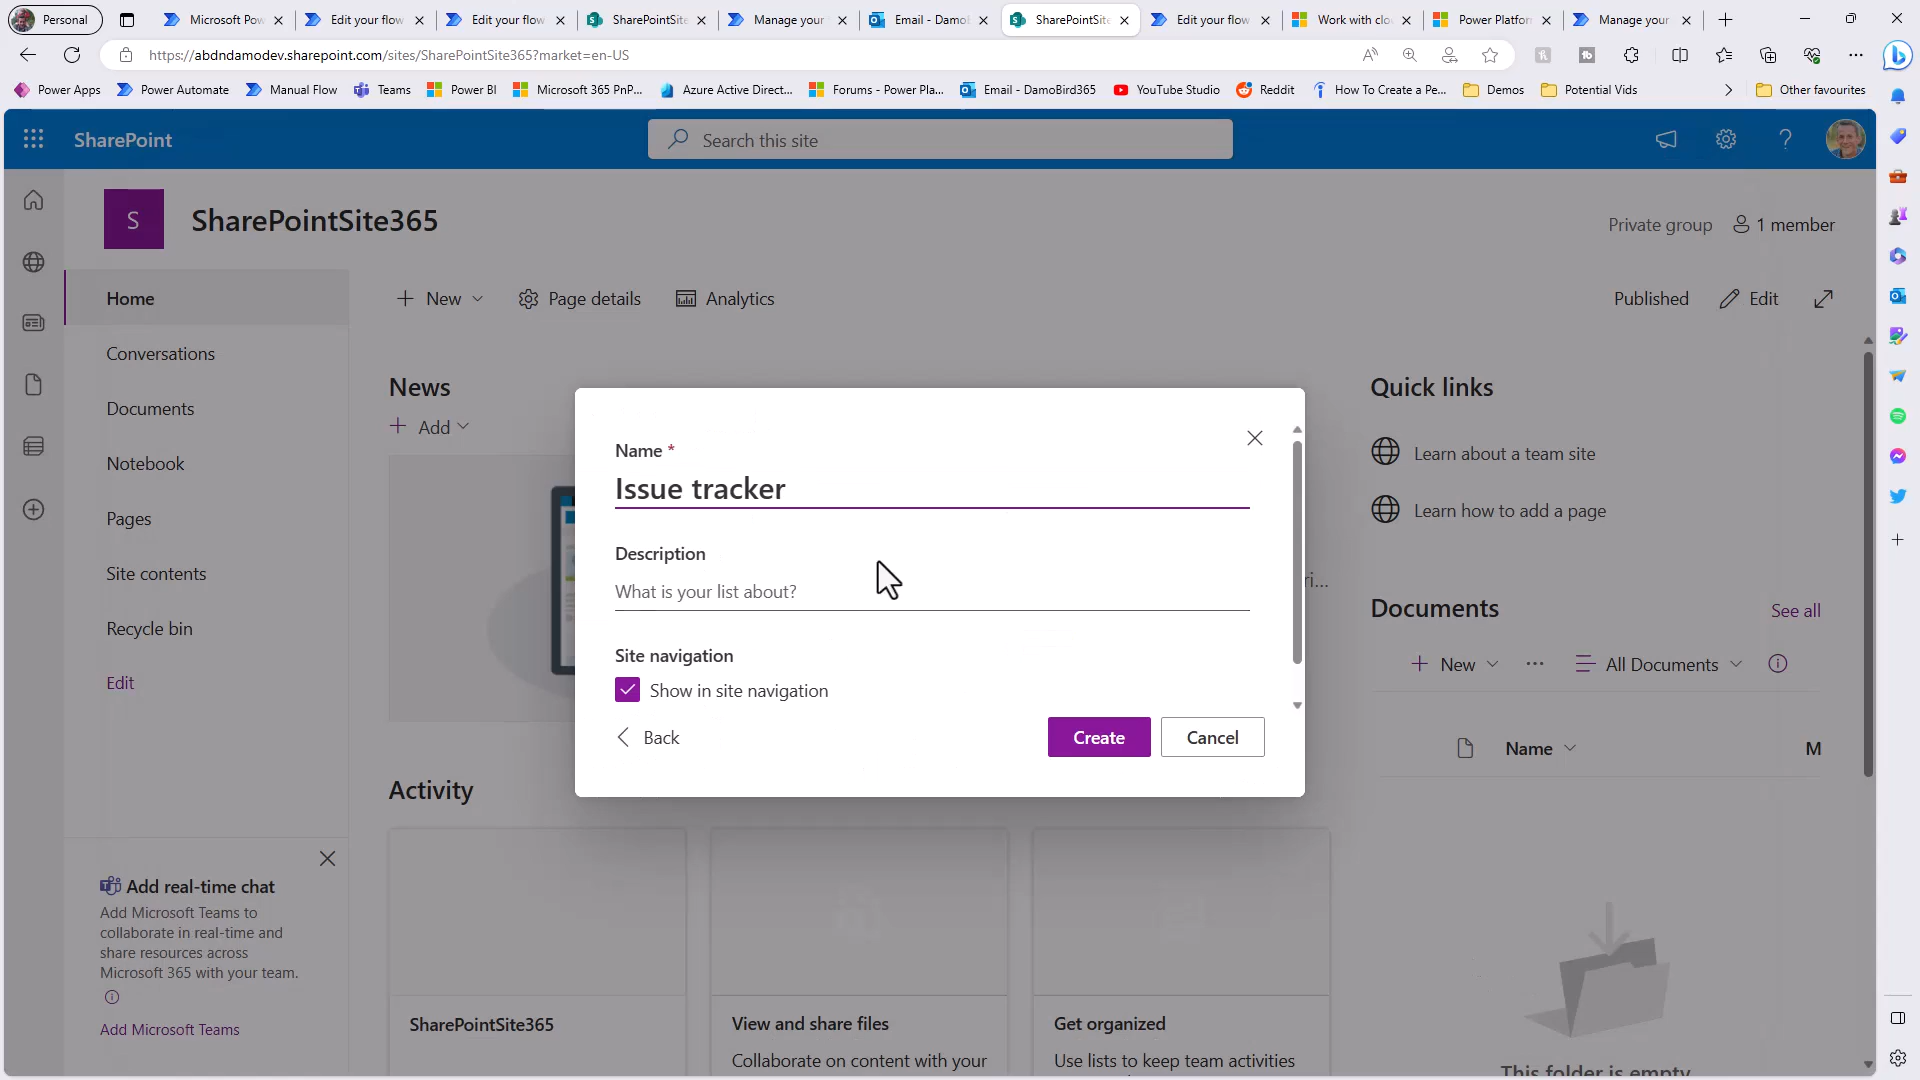 Personal
Microsoft Pow
Edit your flow
Edit your flow
SharePointSite
Manage your
Email - Damo
SharePointSite
Edit your flow
Work with clo
Power Platfor
Manage your
https://abdndamodev.sharepoint.com/sites/SharePointSite365?market=en-US
Power Apps
Power Automate
Manual Flow
Teams
Power BI
Microsoft 365 PnP...
Azure Active Direct...
Forums - Power Pla...
Email - DamoBird365
YouTube Studio
Reddit
How To Create a Pe...
Demos
Potential Vids
Other favourites
SharePoint
Search this site
S
SharePointSite365
Private group
1 member
Home
Conversations
Documents
Notebook
Pages
Site contents
Recycle bin
Edit
New
Page details
Analytics
Published
Edit
News
Add
Name *
Issue tracker
Description
What is your list about?
Site navigation
Show in site navigation
Back
Create
Cancel
ri...
Quick links
Learn about a team site
Learn how to add a page
Documents
See all
New
All Documents
Name
M
This folder is empty
Activity
SharePointSite365
View and share files
Collaborate on content with your
Get organized
Use lists to keep team activities
Add real-time chat
Add Microsoft Teams to
collaborate in real-time and
share resources across
Microsoft 365 with your team.
Add Microsoft Teams